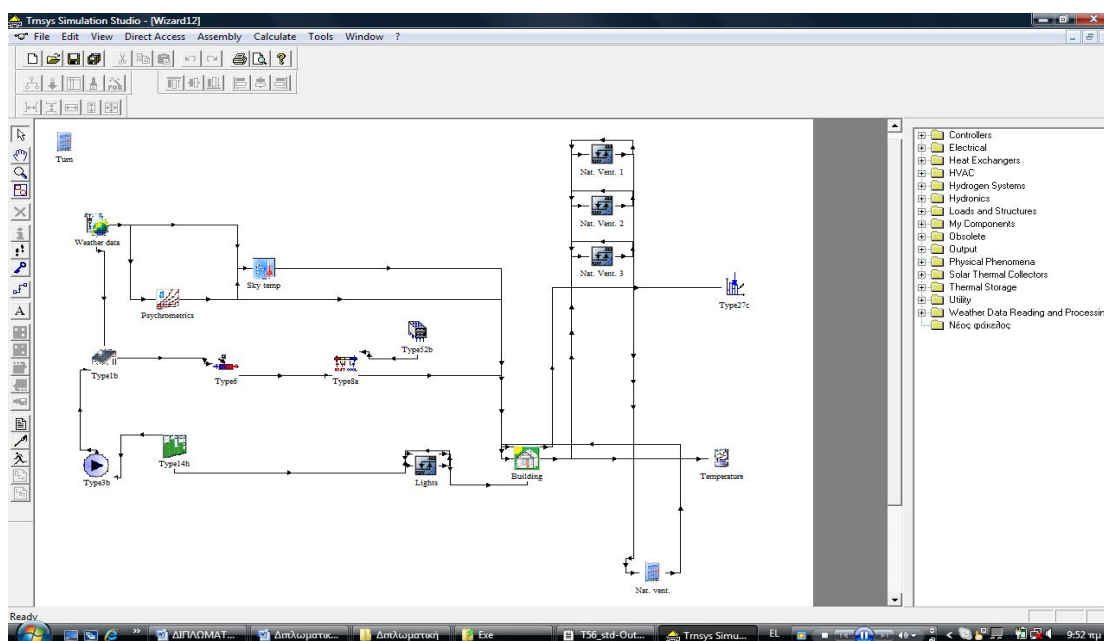 Trnsys Simulation Studio - [Wizard12]
File Edit View Direct Access Assembly Calculate Tools Window ?
Turn
Weather data
Sky temp
Psychrometrics
Type1b
Type6
Type8a
Type52b
Type3b
Type14h
Lights
Building
Nat. Vent. 1
Nat. Vent. 2
Nat. Vent. 3
Type27c
Temperature
Nat. vent.
Controllers
Electrical
Heat Exchangers
HVAC
Hydrogen Systems
Hydronics
Loads and Structures
My Components
Obsolete
Output
Physical Phenomena
Solar Thermal Collectors
Thermal Storage
Utility
Weather Data Reading and Processin
Νέος φάκελος
Ready
ΔΙΠΛΩΜΑΤ...
Διπλωματικ...
Διπλωματική
Exe
T56_std-Out...
Trnsys Simu...
EL
9:52 πμ